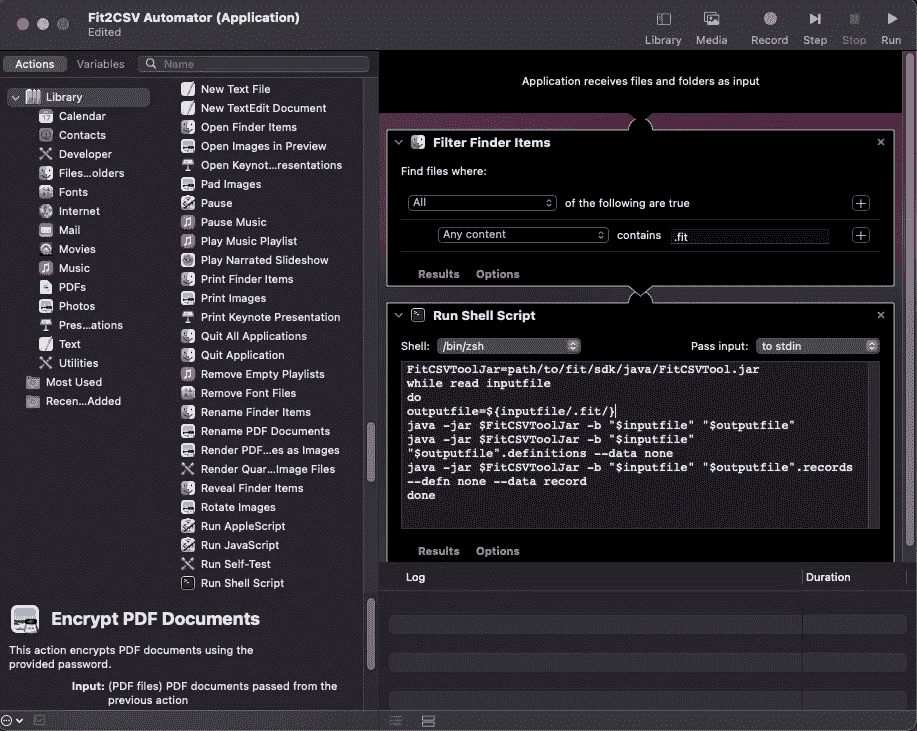 Fit2CSV Automator (Application)
Edited
Library
Media
Record
Step
Stop
Run
Actions
Variables
Name
Library
Calendar
Contacts
Developer
Files...olders
Fonts
Internet
Mail
Movies
Music
PDFs
Photos
Pres...ations
Text
Utilities
Most Used
Recen...Added
New Text File
New TextEdit Document
Open Finder Items
Open Images in Preview
Open Keynot...resentations
Pad Images
Pause
Pause Music
Play Music Playlist
Play Narrated Slideshow
Print Finder Items
Print Images
Print Keynote Presentation
Quit All Applications
Quit Application
Remove Empty Playlists
Remove Font Files
Rename Finder Items
Rename PDF Documents
Render PDF...es as Images
Render Quar...Image Files
Reveal Finder Items
Rotate Images
Run AppleScript
Run JavaScript
Run Self-Test
Run Shell Script
Encrypt PDF Documents
This action encrypts PDF documents using the
provided password.
Input: (PDF files) PDF documents passed from the
previous action
Application receives files and folders as input
Filter Finder Items
Find files where:
All of the following are true
Any content contains .fit
Results Options
Run Shell Script
Shell: /bin/zsh Pass input: to stdin
FitCSVToolJar=path/to/fit/sdk/java/FitCSVTool.jar
while read inputfile
do
outputfile=${inputfile/.fit/}
java -jar $FitCSVToolJar -b "$inputfile" "$outputfile"
java -jar $FitCSVToolJar -b "$inputfile"
"$outputfile".definitions --data none
java -jar $FitCSVToolJar -b "$inputfile" "$outputfile".records
--defn none --data record
done
Results Options
Log Duration